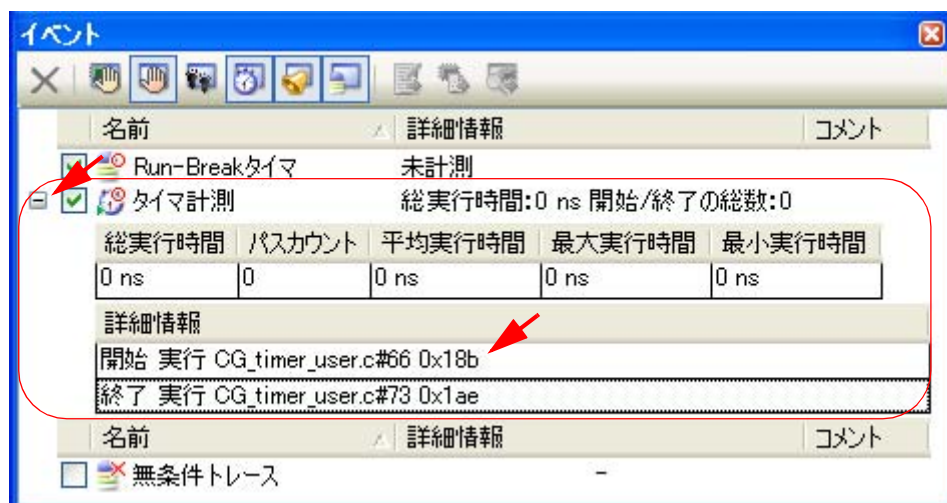 イベント
名前 詳細情報 コメント
Run-Breakタイマ 未計測
タイマ計測 総実行時間:0 ns 開始/終了の総数:0
総実行時間 パスカウント 平均実行時間 最大実行時間 最小実行時間
0 ns 0 0 ns 0 ns 0 ns
詳細情報
開始 実行 CG_timer_user.c#66 0x18b
終了 実行 CG_timer_user.c#73 0x1ae
名前 詳細情報 コメント
無条件トレース -